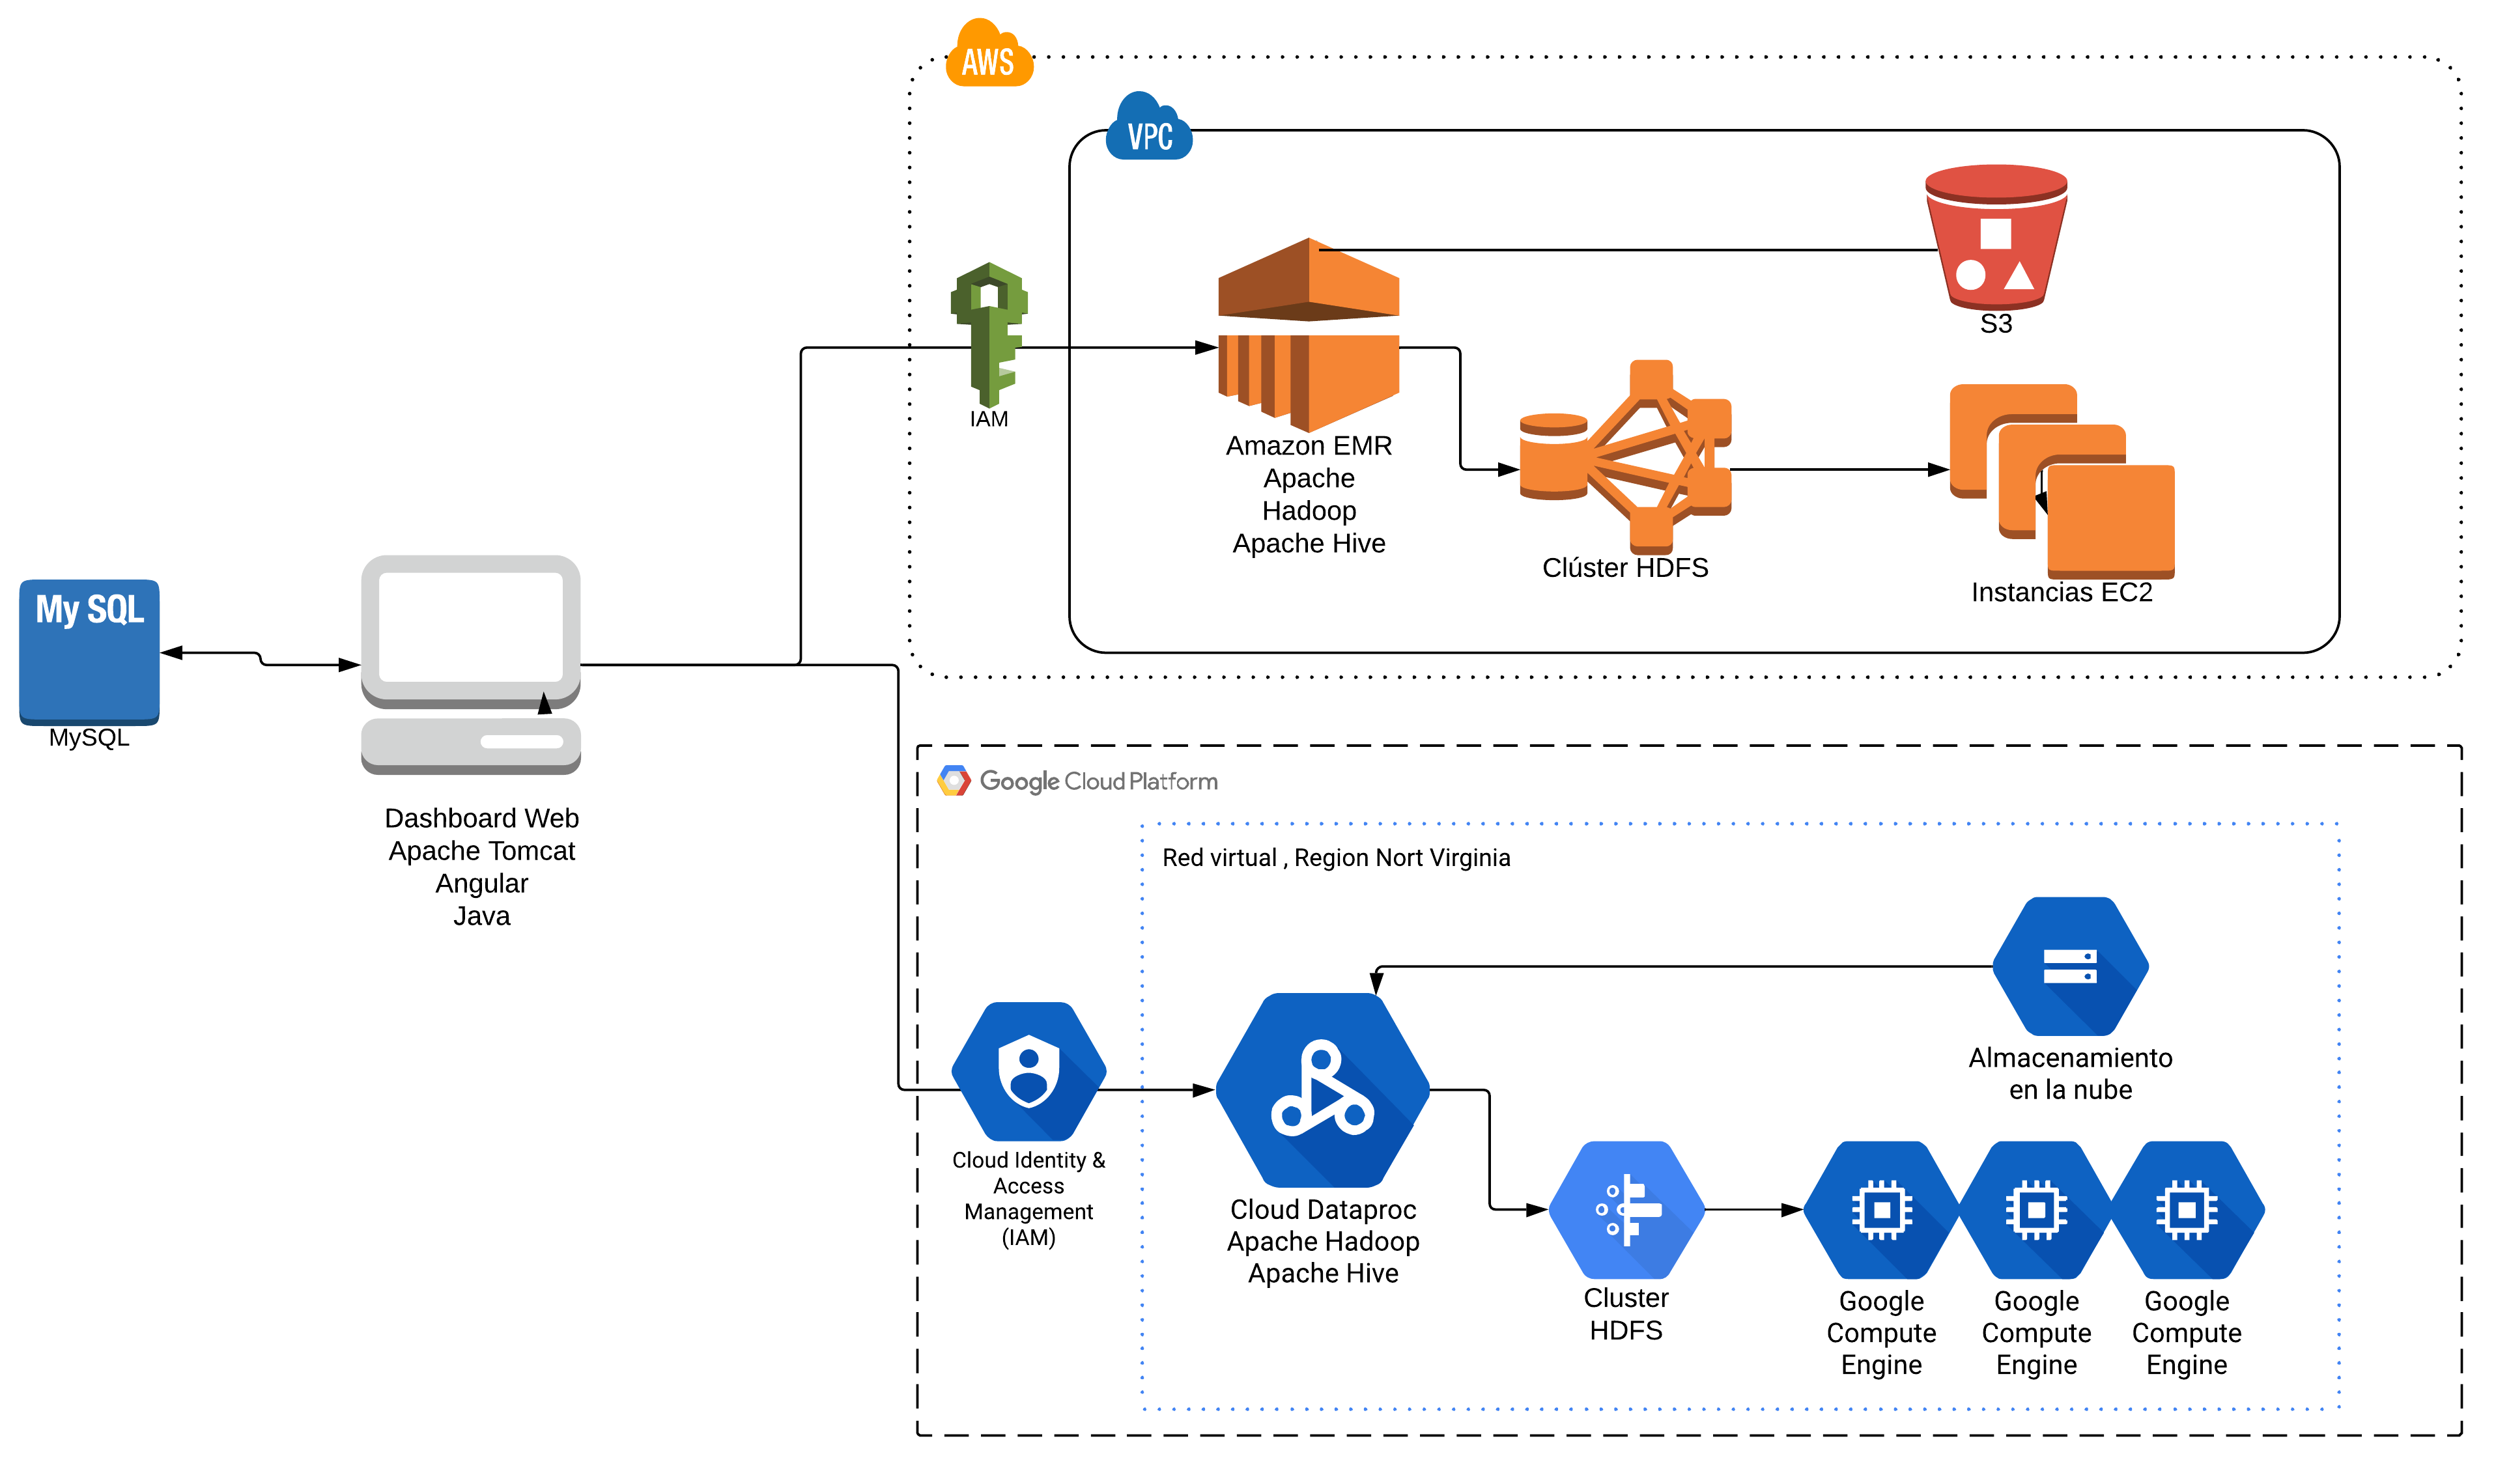 AWS
VPC
S3
IAM
Amazon EMR
Apache
Hadoop
Apache Hive
Clúster HDFS
Instancias EC2
My SQL
MySQL
Dashboard Web
Apache Tomcat
Angular
Java
Google Cloud Platform
Red virtual , Region Nort Virginia
Almacenamiento
en la nube
Cloud Identity &
Access
Management
(IAM)
Cloud Dataproc
Apache Hadoop
Apache Hive
Cluster
HDFS
Google
Compute
Engine
Google
Compute
Engine
Google
Compute
Engine